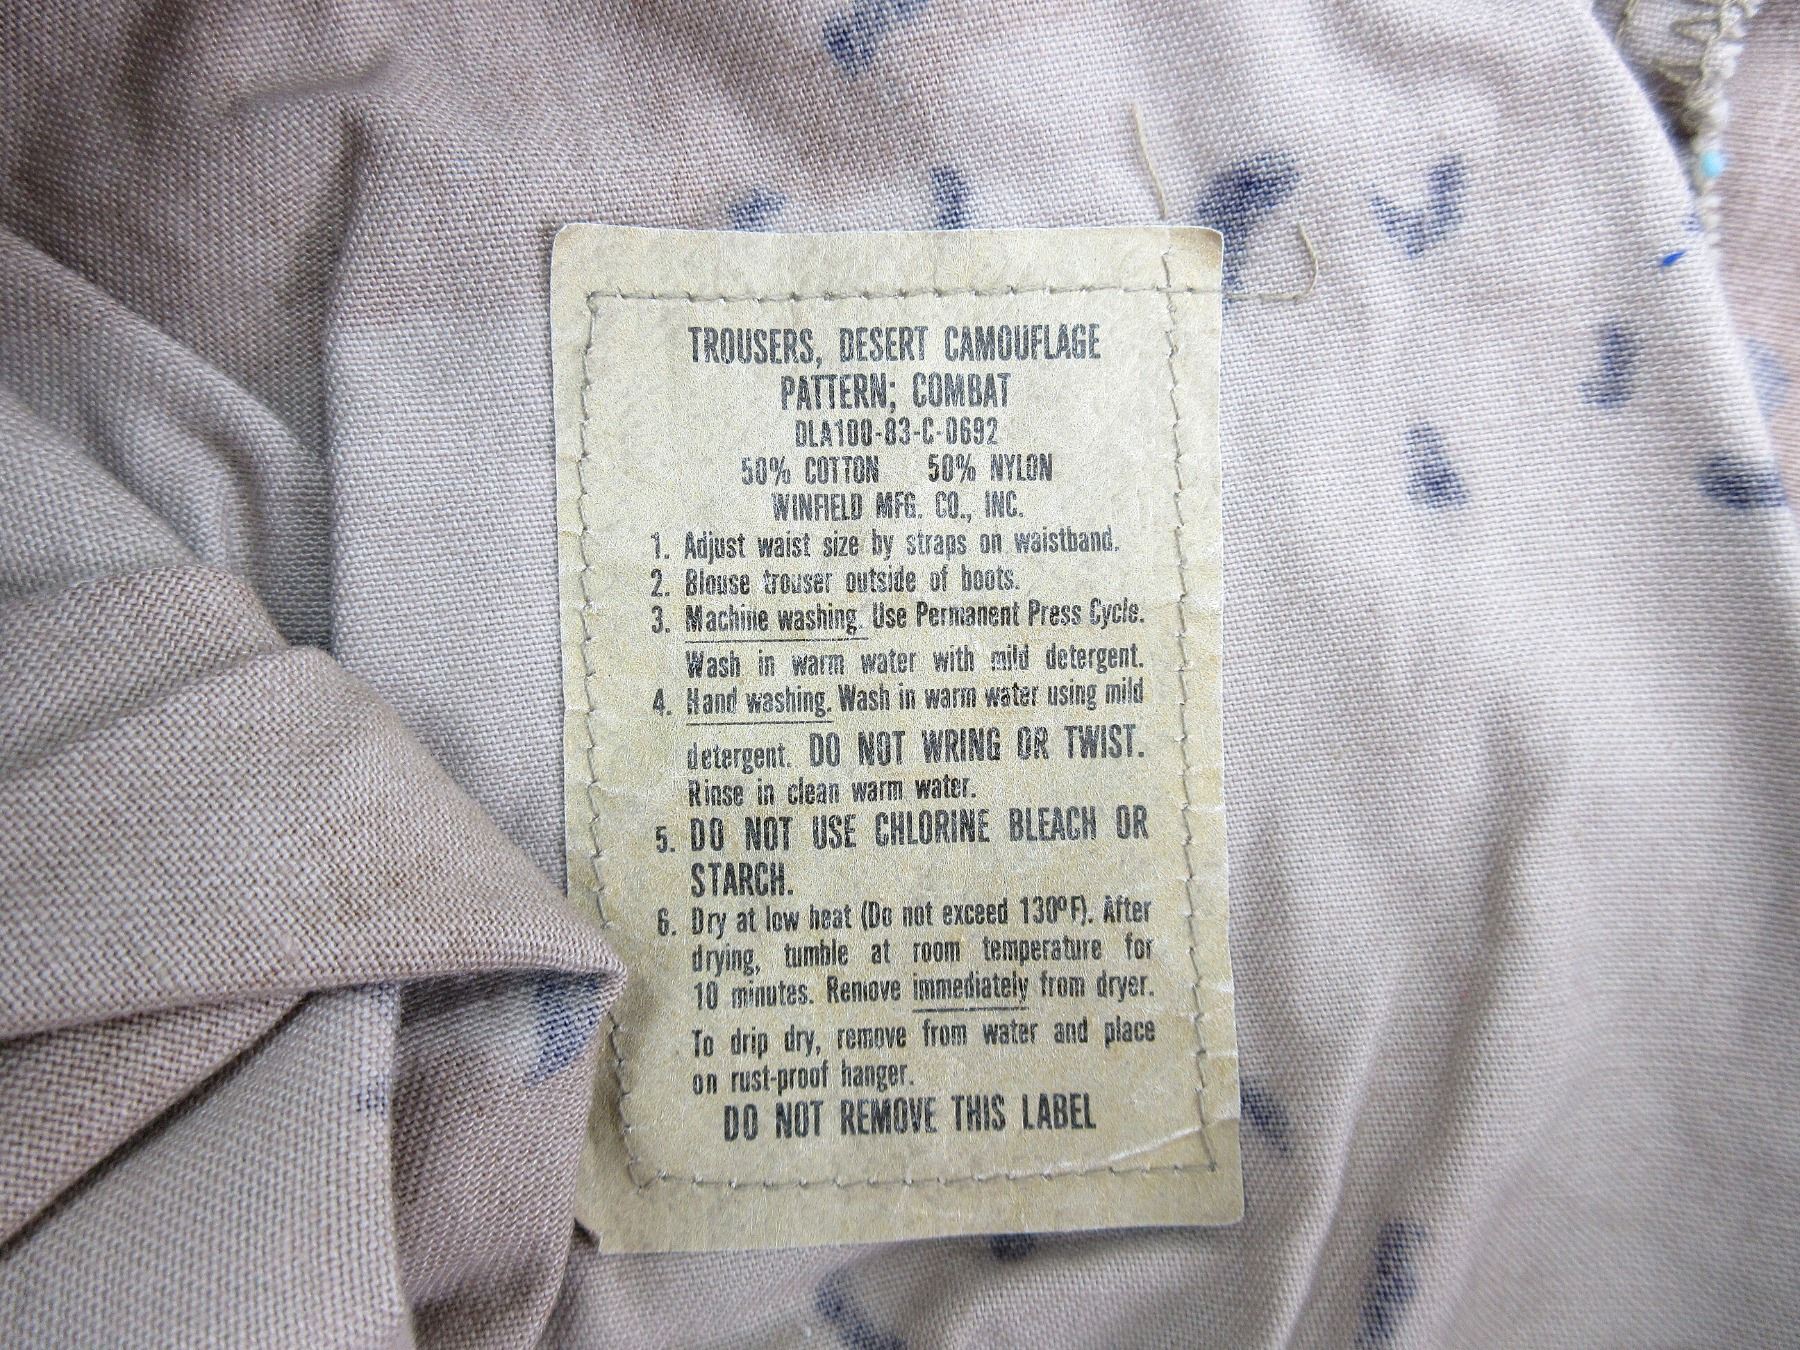 TROUSERS, DESERT CAMOUFLAGE
PATTERN; COMBAT
DLA100-83-C-0692
50% COTTON 50% NYLON
WINFIELD MFG. CO., INC.
1. Adjust waist size by straps on waistband.
2. Blouse trouser outside of boots.
3. Machine washing. Use Permanent Press Cycle.
Wash in warm water with mild detergent.
4. Hand washing. Wash in warm water using mild
detergent. DO NOT WRING OR TWIST.
Rinse in clean warm water.
5. DO NOT USE CHLORINE BLEACH OR
STARCH.
6. Dry at low heat (Do not exceed 130ºF). After
drying, tumble at room temperature for
10 minutes. Remove immediately from dryer.
To drip dry, remove from water and place
on rust-proof hanger.
DO NOT REMOVE THIS LABEL